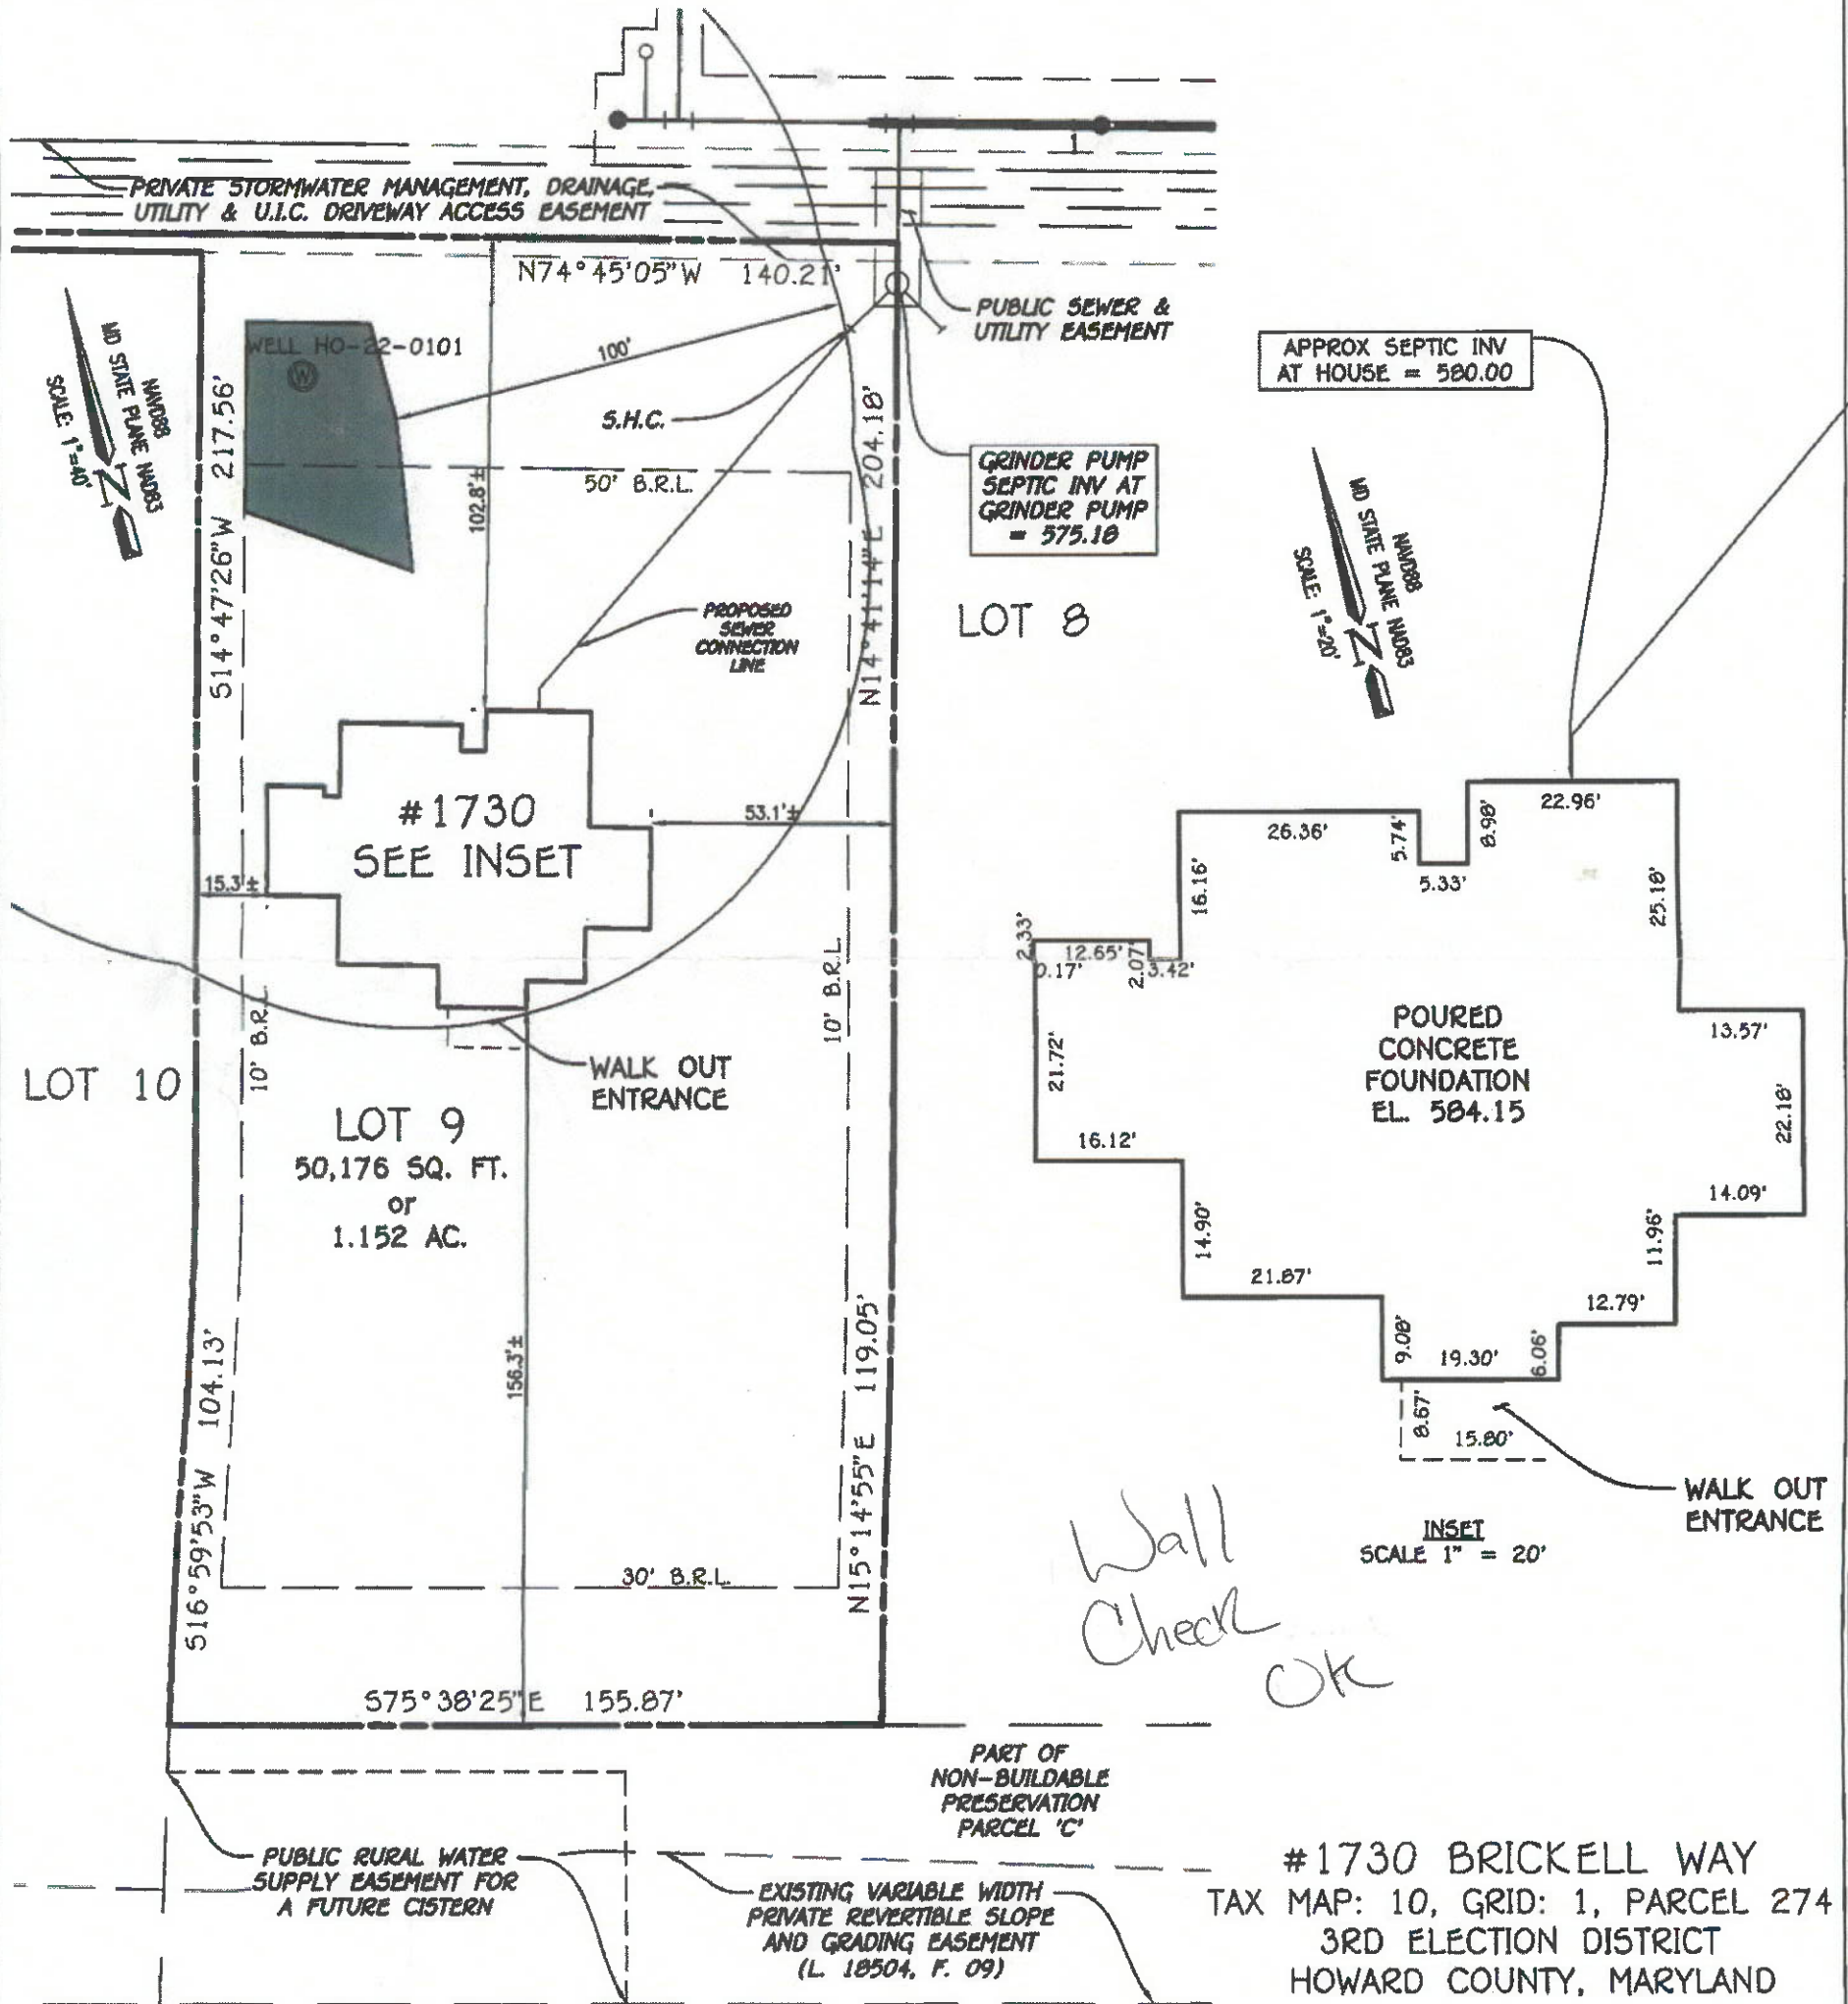 PRIVATE STORMWATER MANAGEMENT, DRAINAGE,
UTILITY & U.I.C. DRIVEWAY ACCESS EASEMENT
N74°45'05"W 140.21'
PUBLIC SEWER &
UTILITY EASEMENT
WELL HO-22-0101
W
100'
S.H.C.
MD STATE PLANE NAD83
NAVD88
SCALE: 1"=40'
N
S14°47'26"W 217.56'
50' B.R.L.
102.8'±
N14°41'14"E 204.18'
GRINDER PUMP
SEPTIC INV AT
GRINDER PUMP
= 575.18
APPROX SEPTIC INV
AT HOUSE = 580.00
MD STATE PLANE NAD83
NAVD88
SCALE: 1"=20'
N
PROPOSED
SEWER
CONNECTION
LINE
LOT 8
#1730
SEE INSET
53.1'±
15.3'±
10' B.R.L.
10' B.R.
WALK OUT
ENTRANCE
LOT 10
LOT 9
50,176 SQ. FT.
or
1.152 AC.
156.3'±
S16°59'53"W 104.13'
N15°14'55"E 119.05'
30' B.R.L.
S75°38'25"E 155.87'
22.96'
26.36'
5.74'
8.98'
5.33'
16.16'
25.18'
2.33'
12.65'
0.17'
2.07'
3.42'
21.72'
POURED
CONCRETE
FOUNDATION
EL. 584.15
13.57'
22.18'
16.12'
14.09'
14.90'
11.96'
21.87'
12.79'
9.08'
19.30'
6.06'
8.67'
15.80'
WALK OUT
ENTRANCE
INSET
SCALE 1" = 20'
Wall
Check
OK
PART OF
NON-BUILDABLE
PRESERVATION
PARCEL 'C'
PUBLIC RURAL WATER
SUPPLY EASEMENT FOR
A FUTURE CISTERN
EXISTING VARIABLE WIDTH
PRIVATE REVERTIBLE SLOPE
AND GRADING EASEMENT
(L. 18504, F. 09)
#1730 BRICKELL WAY
TAX MAP: 10, GRID: 1, PARCEL 274
3RD ELECTION DISTRICT
HOWARD COUNTY, MARYLAND